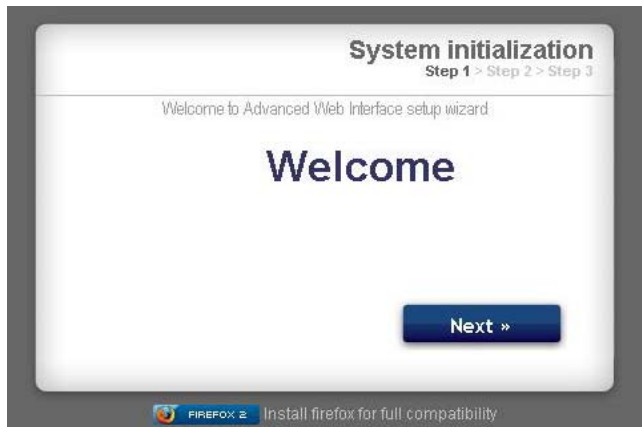 System initialization
Step 1 > Step 2 > Step 3
Welcome to Advanced Web Interface setup wizard
Welcome
Next »
FIREFOX 2 Install firefox for full compatibility